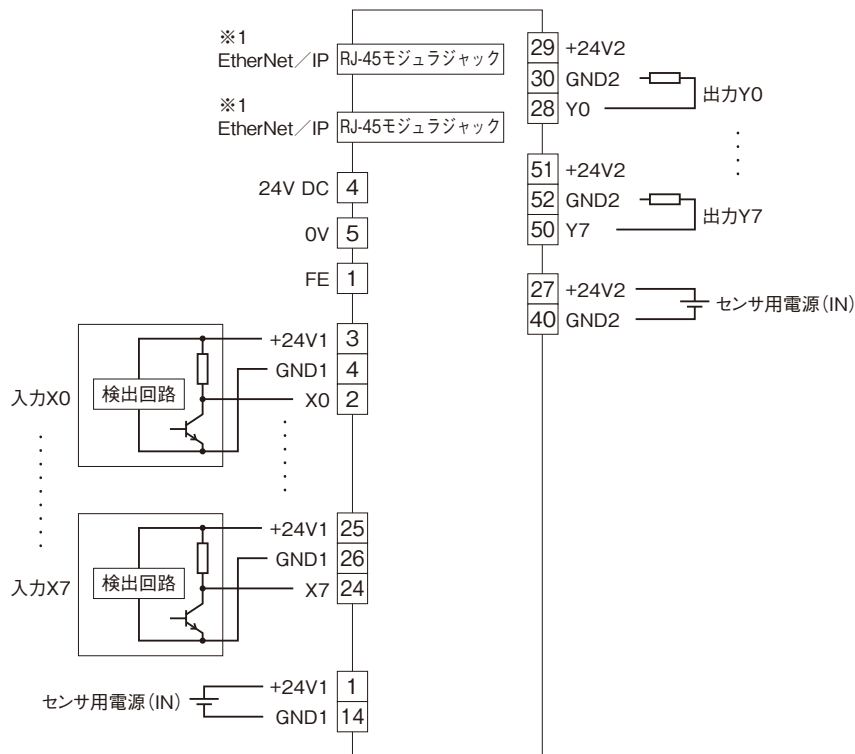 ※1
EtherNet／IP RJ-45モジュラジャック
※1
EtherNet／IP RJ-45モジュラジャック
24V DC 4
0V 5
FE 1
入力X0
検出回路
+24V1 3
GND1 4
X0 2
入力X7
検出回路
+24V1 25
GND1 26
X7 24
センサ用電源（IN）
+24V1 1
GND1 14
29 +24V2
30 GND2
28 Y0
出力Y0
51 +24V2
52 GND2
50 Y7
出力Y7
27 +24V2
40 GND2
センサ用電源（IN）